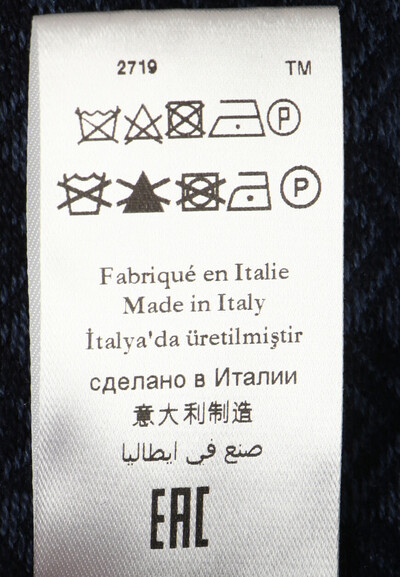 2719 TM
P
P
Fabriqué en Italie
Made in Italy
İtalya'da üretilmiştir
сделано в Италии
意大利制造
صنع في ايطاليا
EAC